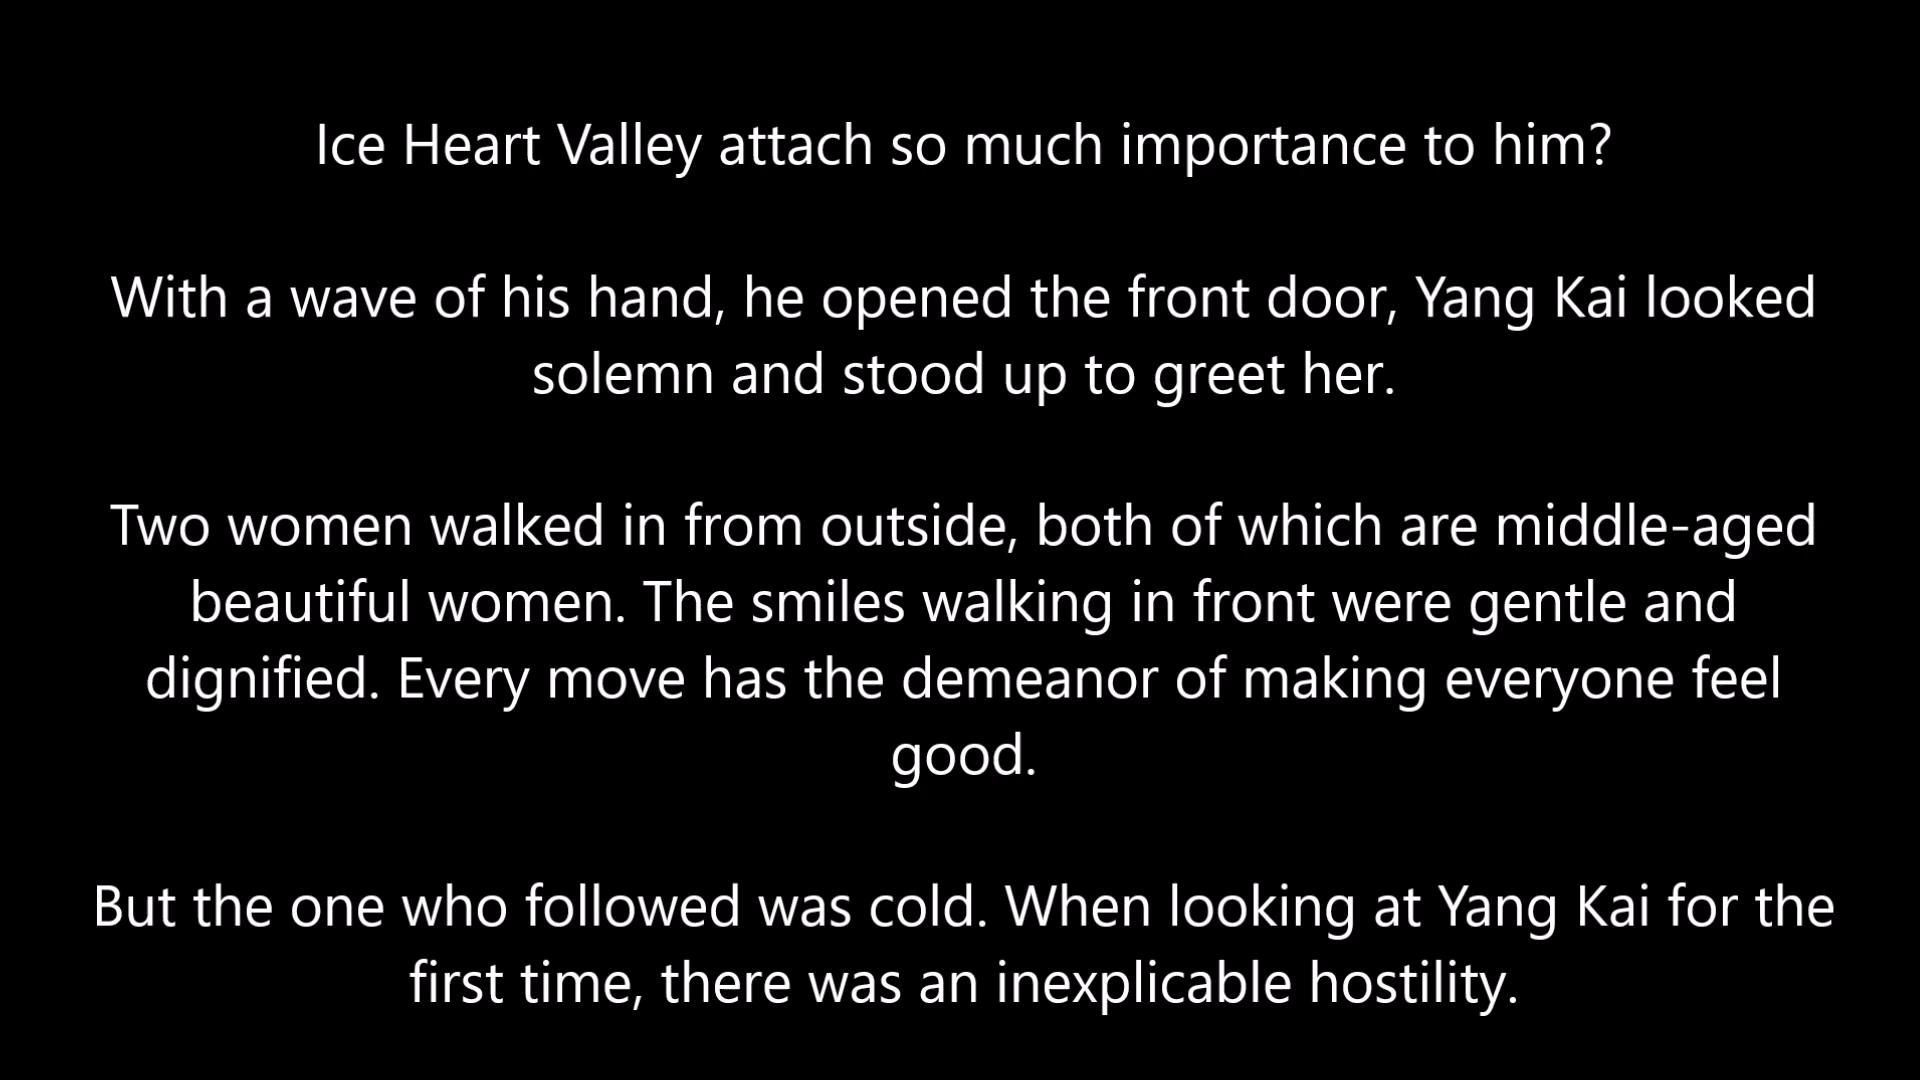 Ice Heart Valley attach so much importance to him?
With a wave of his hand, he opened the front door, Yang Kai looked
solemn and stood up to greet her.
Two women walked in from outside, both of which are middle-aged
beautiful women. The smiles walking in front were gentle and
dignified. Every move has the demeanor of making everyone feel
good.
But the one who followed was cold. When looking at Yang Kai for the
first time, there was an inexplicable hostility.